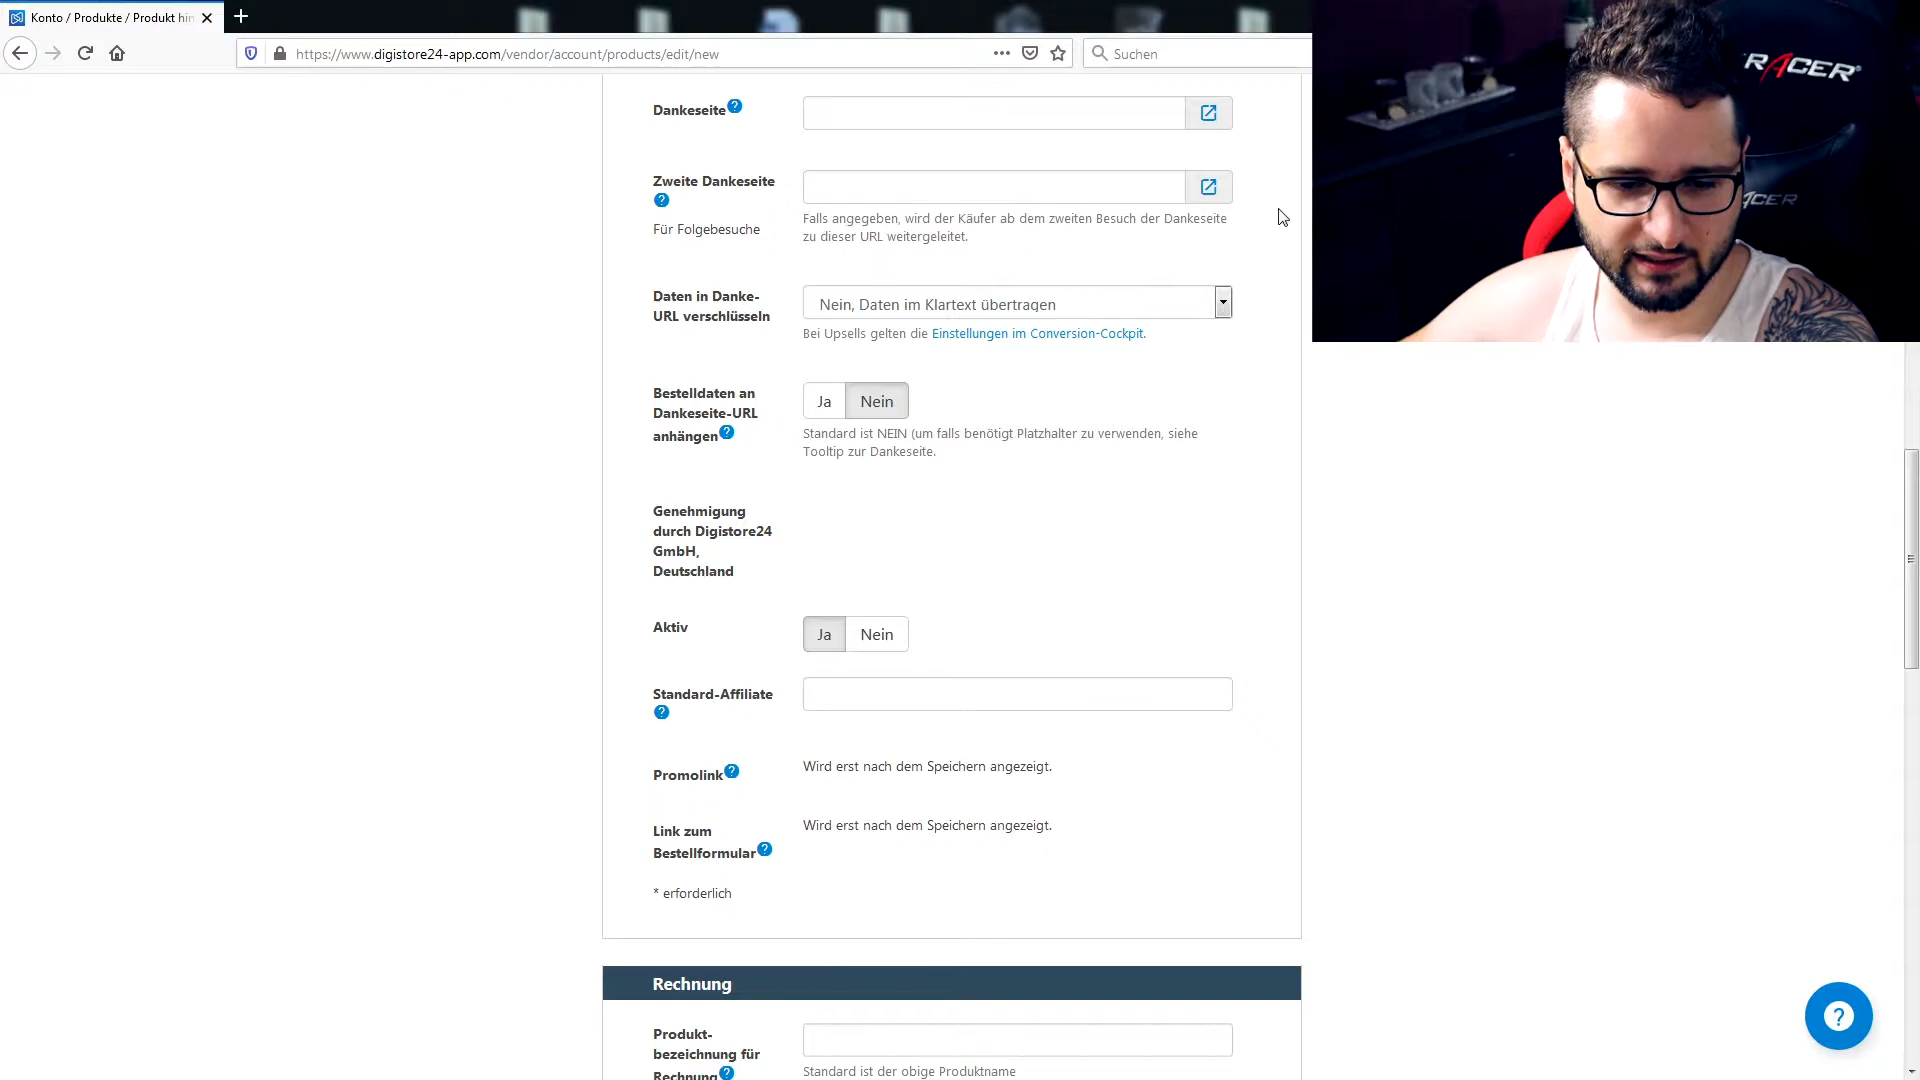 Konto / Produkte / Produkt hin
https://www.digistore24-app.com/vendor/account/products/edit/new
Suchen
RACER
Dankeseite
Zweite Dankeseite
Für Folgebesuche
Falls angegeben, wird der Käufer ab dem zweiten Besuch der Dankeseite
zu dieser URL weitergeleitet.
Daten in Danke-
URL verschlüsseln
Nein, Daten im Klartext übertragen
Bei Upsells gelten die Einstellungen im Conversion-Cockpit.
Bestelldaten an
Dankeseite-URL
anhängen
Ja
Nein
Standard ist NEIN (um falls benötigt Platzhalter zu verwenden, siehe
Tooltip zur Dankeseite.
Genehmigung
durch Digistore24
GmbH,
Deutschland
Aktiv
Ja
Nein
Standard-Affiliate
Promolink
Wird erst nach dem Speichern angezeigt.
Link zum
Bestellformular
Wird erst nach dem Speichern angezeigt.
* erforderlich
Rechnung
Produkt-
bezeichnung für
Rechnung
Standard ist der obige Produktname